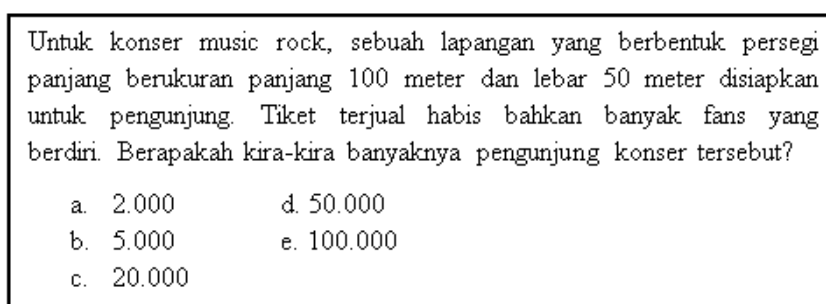 Untuk konser music rock, sebuah lapangan yang berbentuk persegi
panjang berukuran panjang 100 meter dan lebar 50 meter disiapkan
untuk pengunjung. Tiket terjual habis bahkan banyak fans yang
berdiri. Berapakah kira-kira banyaknya pengunjung konser tersebut?
a. 2.000 d. 50.000
b. 5.000 e. 100.000
c. 20.000